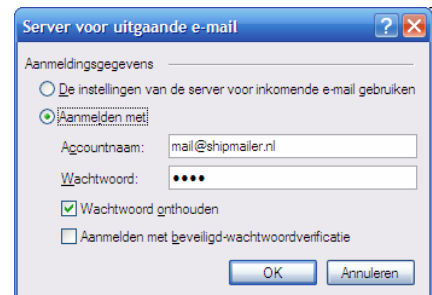 Server voor uitgaande e-mail
Aanmeldingsgegevens
De instellingen van de server voor inkomende e-mail gebruiken
Aanmelden met
Accountnaam: mail@shipmailer.nl
Wachtwoord: ••••
Wachtwoord onthouden
Aanmelden met beveiligd-wachtwoordverificatie
OK Annuleren